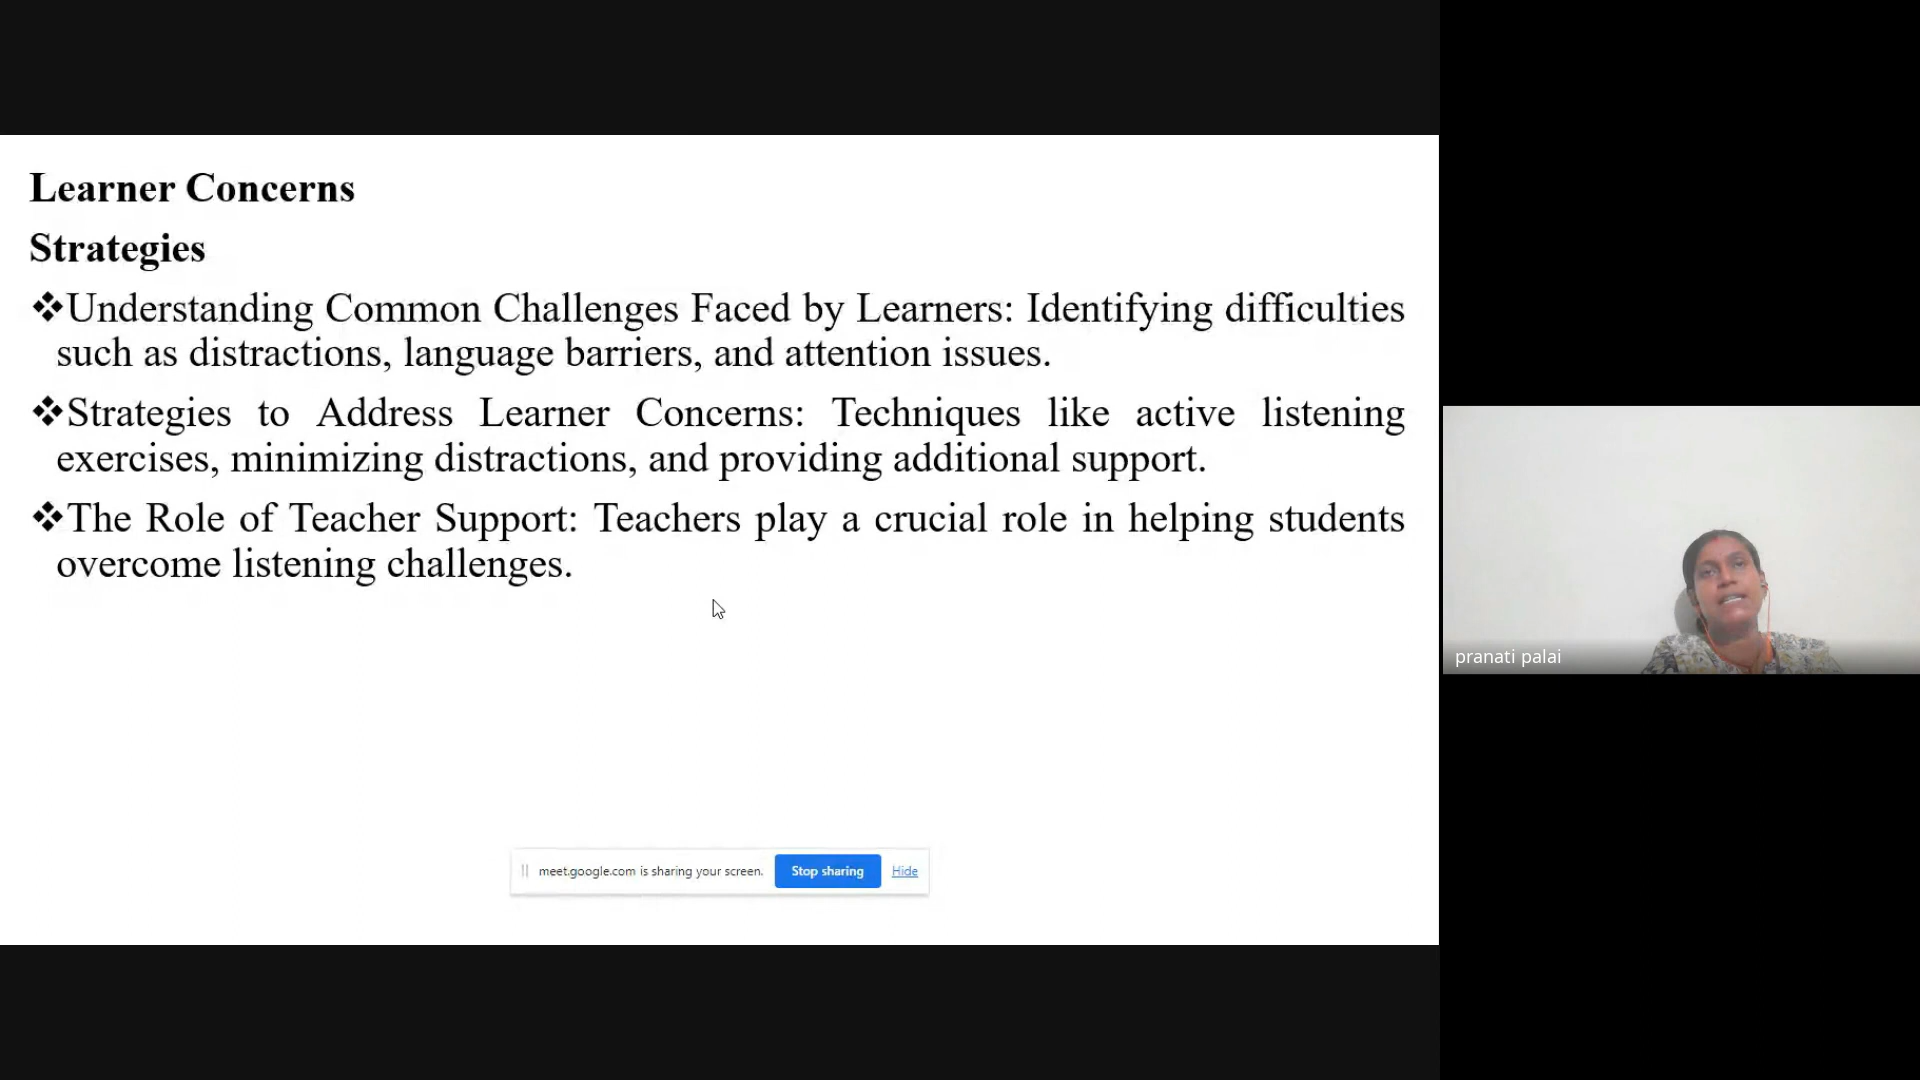 Learner Concerns
Strategies
❖Understanding Common Challenges Faced by Learners: Identifying difficulties
such as distractions, language barriers, and attention issues.
❖Strategies to Address Learner Concerns: Techniques like active listening
exercises, minimizing distractions, and providing additional support.
❖The Role of Teacher Support: Teachers play a crucial role in helping students
overcome listening challenges.
pranati palai
meet.google.com is sharing your screen. Stop sharing Hide